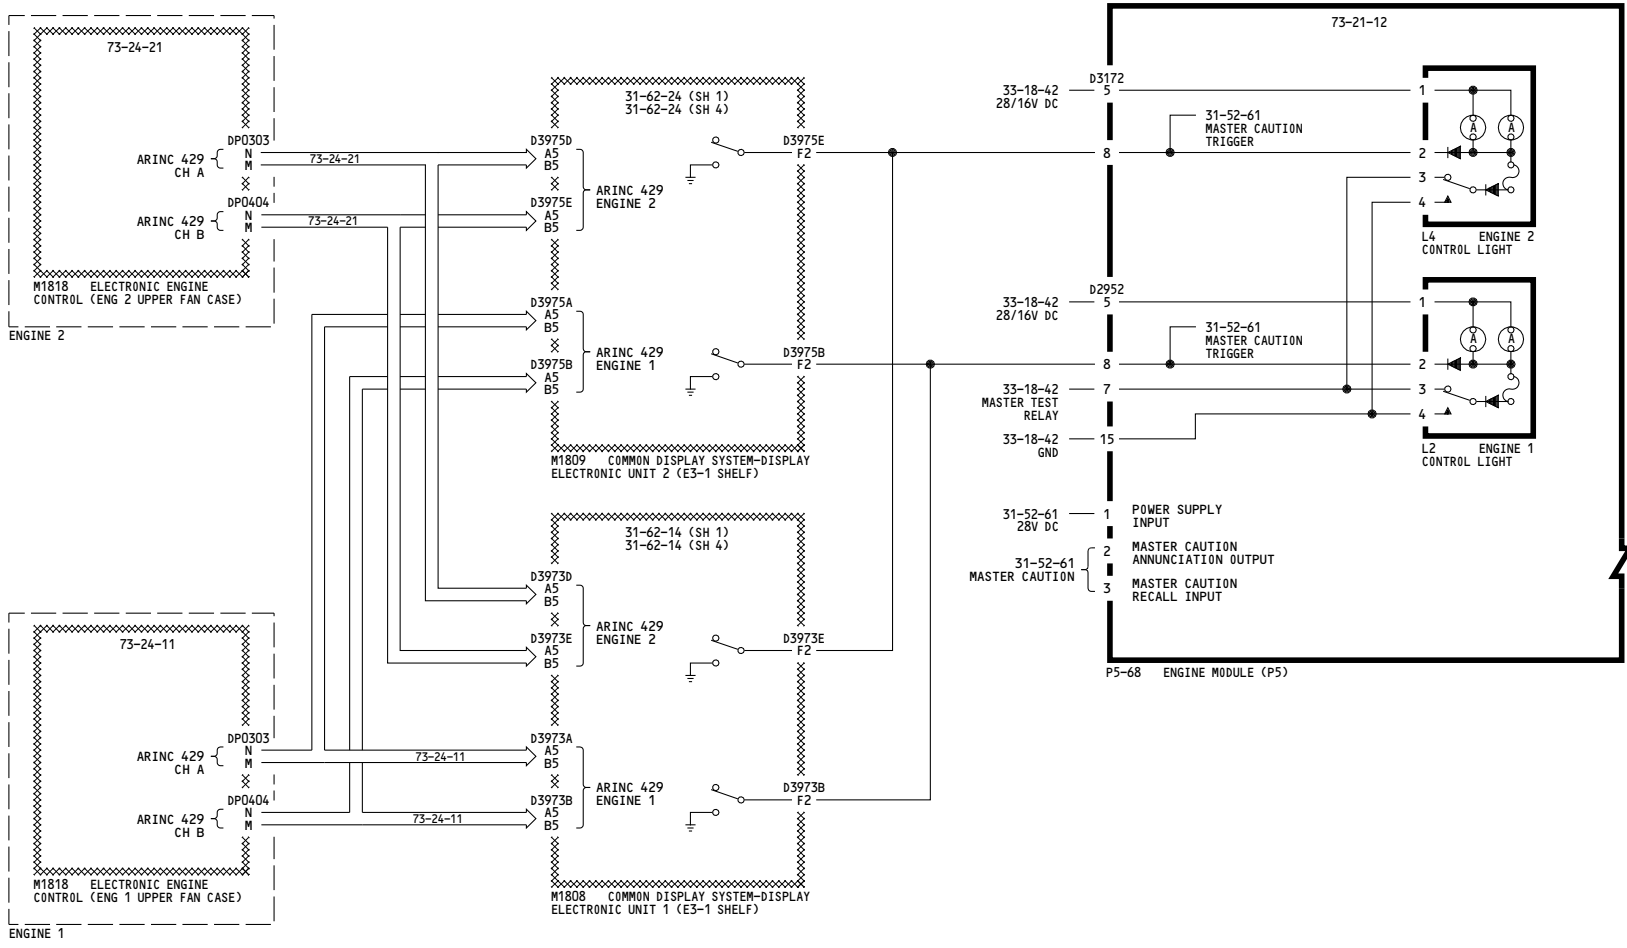 73-24-21
DP0303
ARINC 429
CH A
N
M
73-24-21
DP0404
ARINC 429
CH B
N
M
73-24-21
M1818 ELECTRONIC ENGINE
CONTROL (ENG 2 UPPER FAN CASE)
ENGINE 2
73-24-11
DP0303
ARINC 429
CH A
N
M
73-24-11
DP0404
ARINC 429
CH B
N
M
73-24-11
M1818 ELECTRONIC ENGINE
CONTROL (ENG 1 UPPER FAN CASE)
ENGINE 1
31-62-24 (SH 1)
31-62-24 (SH 4)
D3975D
A5
B5
D3975E
A5
B5
ARINC 429
ENGINE 2
D3975E
F2
D3975A
A5
B5
D3975B
A5
B5
ARINC 429
ENGINE 1
D3975B
F2
M1809 COMMON DISPLAY SYSTEM-DISPLAY
ELECTRONIC UNIT 2 (E3-1 SHELF)
31-62-14 (SH 1)
31-62-14 (SH 4)
D3973D
A5
B5
D3973E
A5
B5
ARINC 429
ENGINE 2
D3973E
F2
D3973A
A5
B5
D3973B
A5
B5
ARINC 429
ENGINE 1
D3973B
F2
M1808 COMMON DISPLAY SYSTEM-DISPLAY
ELECTRONIC UNIT 1 (E3-1 SHELF)
73-21-12
D3172
33-18-42
28/16V DC
5
31-52-61
MASTER CAUTION
TRIGGER
8
1
A A
2
3
4
L4 ENGINE 2
CONTROL LIGHT
D2952
33-18-42
28/16V DC
5
31-52-61
MASTER CAUTION
TRIGGER
8
33-18-42
MASTER TEST
RELAY
7
33-18-42
GND
15
1
A A
2
3
4
L2 ENGINE 1
CONTROL LIGHT
31-52-61
28V DC
1
POWER SUPPLY
INPUT
31-52-61
MASTER CAUTION
2
MASTER CAUTION
ANNUNCIATION OUTPUT
3
MASTER CAUTION
RECALL INPUT
P5-68 ENGINE MODULE (P5)